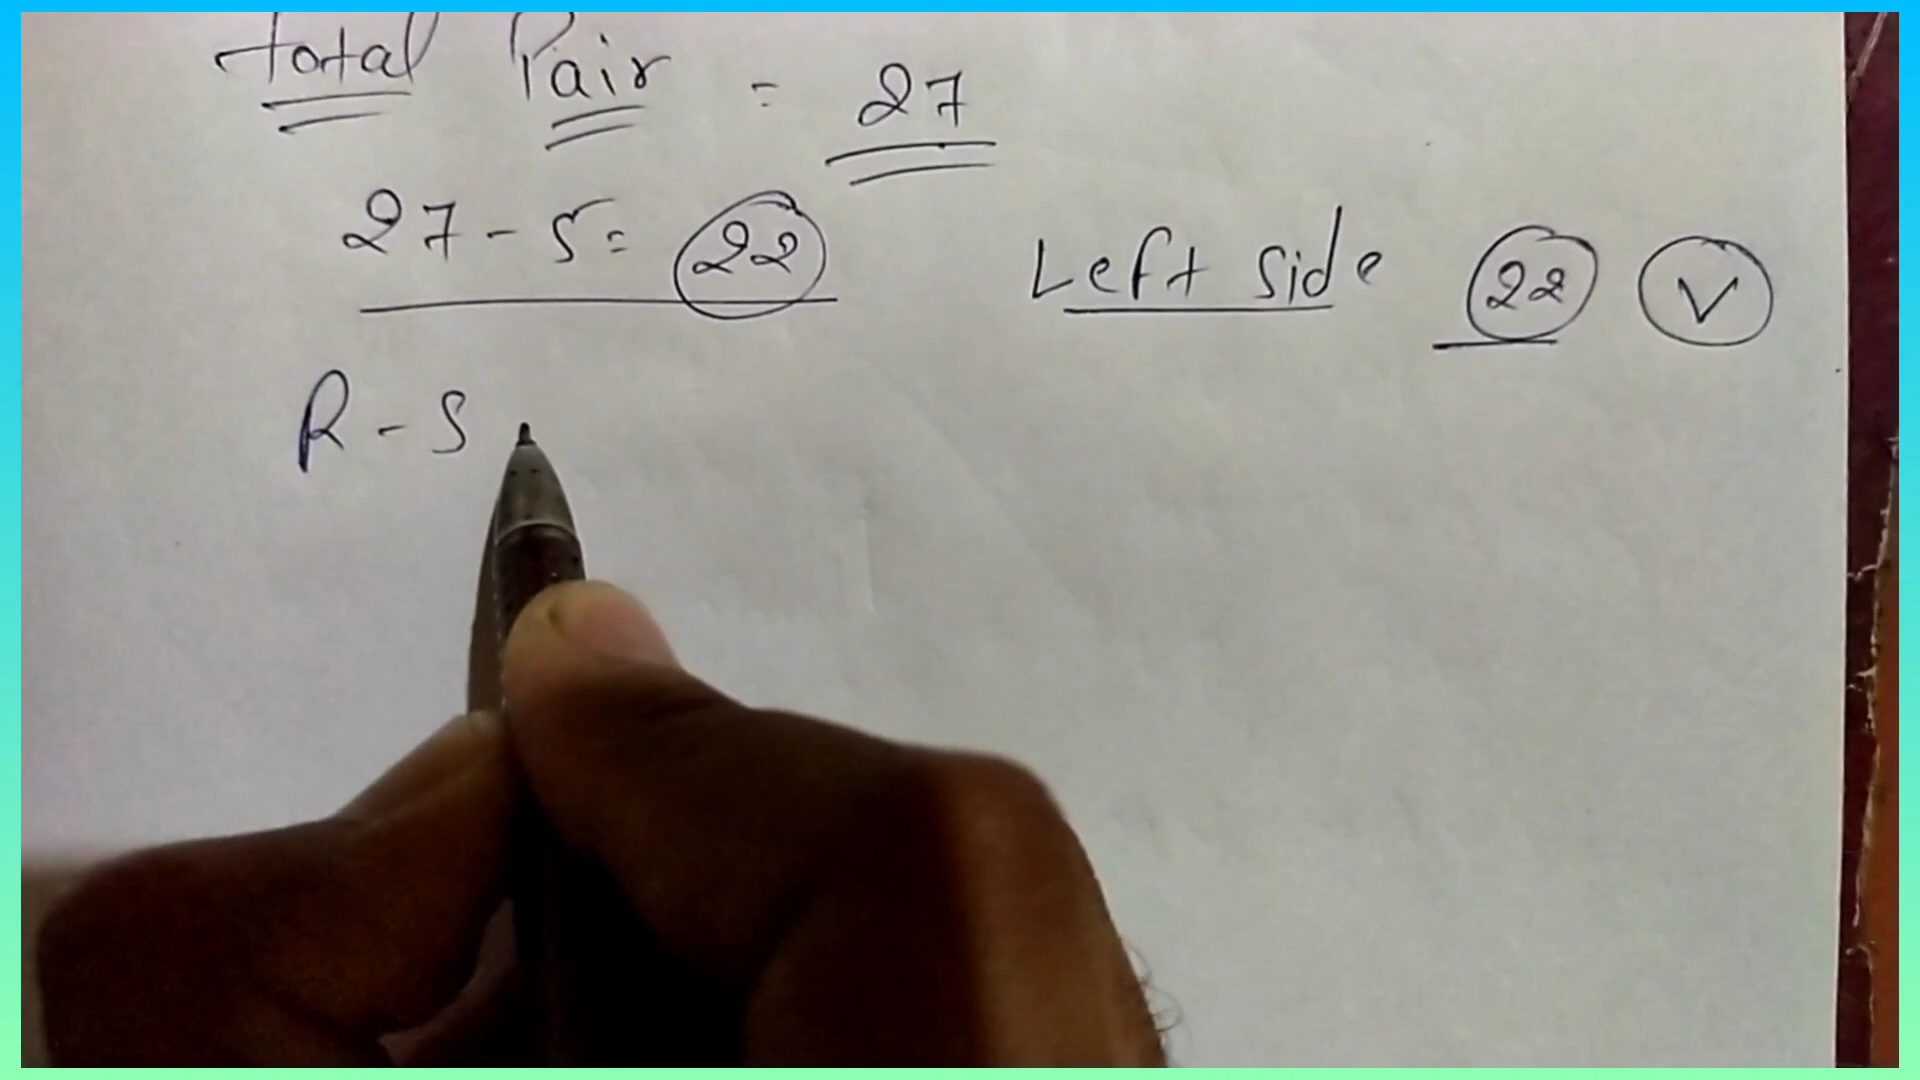 total Pair = 27
27 - 5 = 22
Left side 22 V
R - S